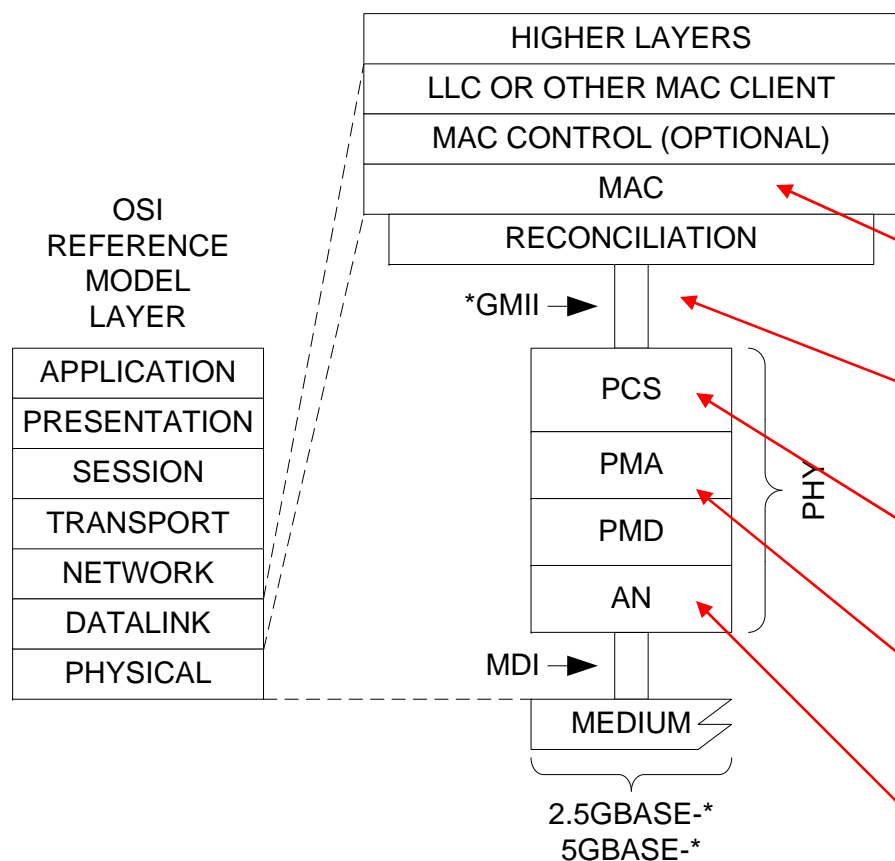 HIGHER LAYERS
LLC OR OTHER MAC CLIENT
MAC CONTROL (OPTIONAL)
MAC
RECONCILIATION
OSI
REFERENCE
MODEL
LAYER
APPLICATION
PRESENTATION
SESSION
TRANSPORT
NETWORK
DATALINK
PHYSICAL
*GMII
PCS
PMA
PMD
AN
PHY
MDI
MEDIUM
2.5GBASE-*
5GBASE-*